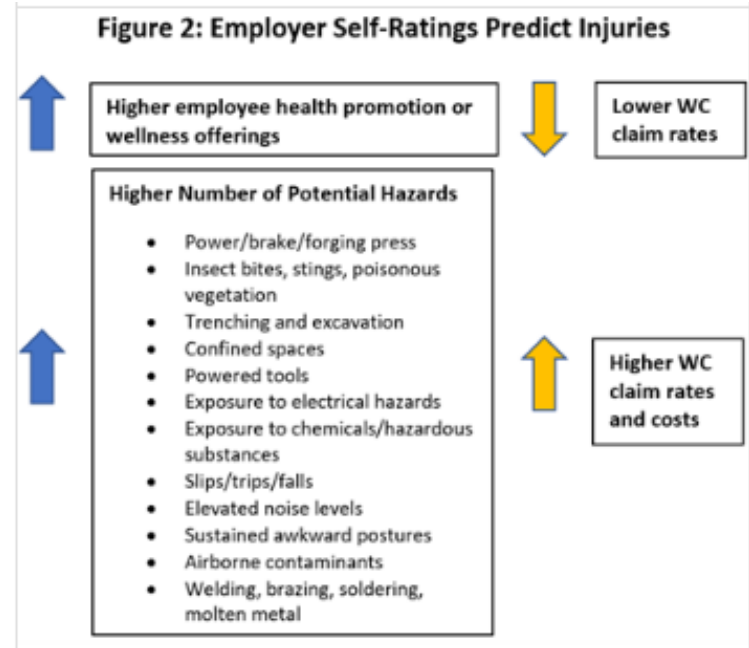 Figure 2: Employer Self-Ratings Predict Injuries
Higher employee health promotion or
wellness offerings
Lower WC
claim rates
Higher Number of Potential Hazards
• Power/brake/forging press
• Insect bites, stings, poisonous
vegetation
• Trenching and excavation
• Confined spaces
• Powered tools
• Exposure to electrical hazards
• Exposure to chemicals/hazardous
substances
• Slips/trips/falls
• Elevated noise levels
• Sustained awkward postures
• Airborne contaminants
• Welding, brazing, soldering,
molten metal
Higher WC
claim rates
and costs